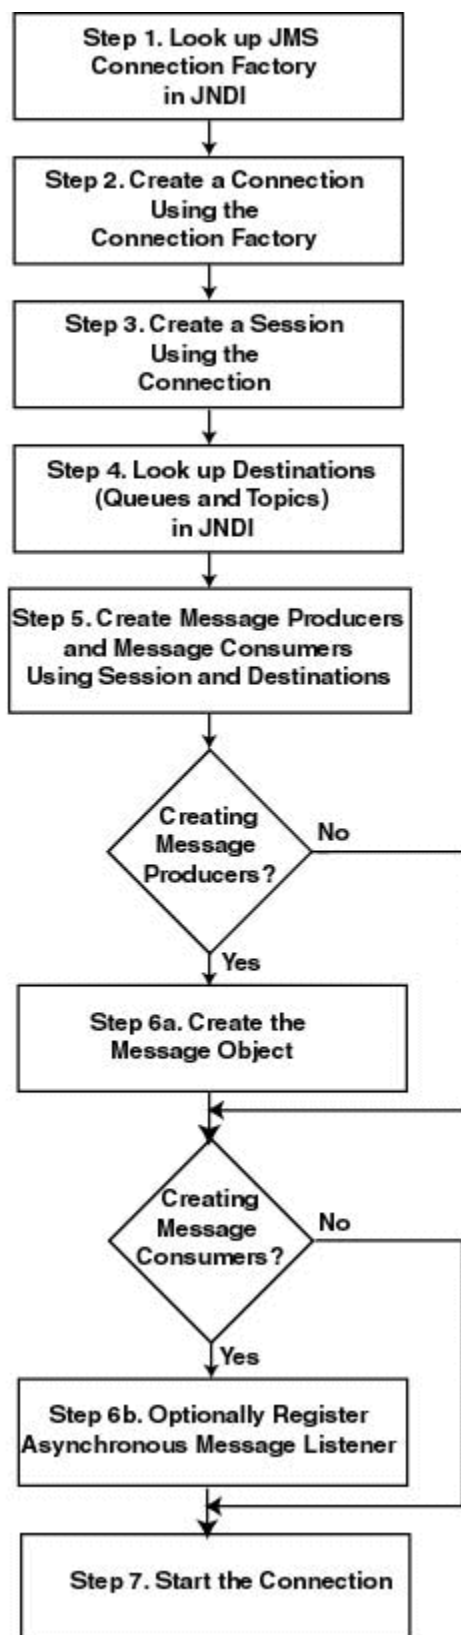 Step 1. Look up JMS
Connection Factory
in JNDI
Step 2. Create a Connection
Using the
Connection Factory
Step 3. Create a Session
Using the
Connection
Step 4. Look up Destinations
(Queues and Topics)
in JNDI
Step 5. Create Message Producers
and Message Consumers
Using Session and Destinations
Creating
Message
Producers?
No
Yes
Step 6a. Create the
Message Object
Creating
Message
Consumers?
No
Yes
Step 6b. Optionally Register
Asynchronous Message Listener
Step 7. Start the Connection